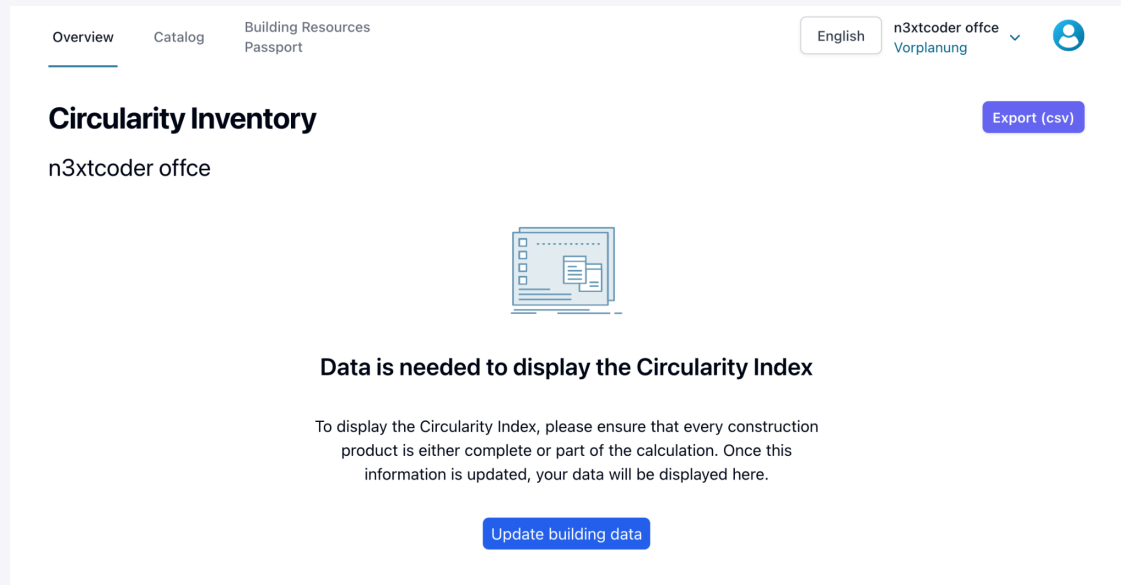 Overview
Catalog
Building Resources
Passport
English
n3xtcoder offce
Vorplanung
Circularity Inventory
Export (csv)
n3xtcoder offce
Data is needed to display the Circularity Index
To display the Circularity Index, please ensure that every construction
product is either complete or part of the calculation. Once this
information is updated, your data will be displayed here.
Update building data